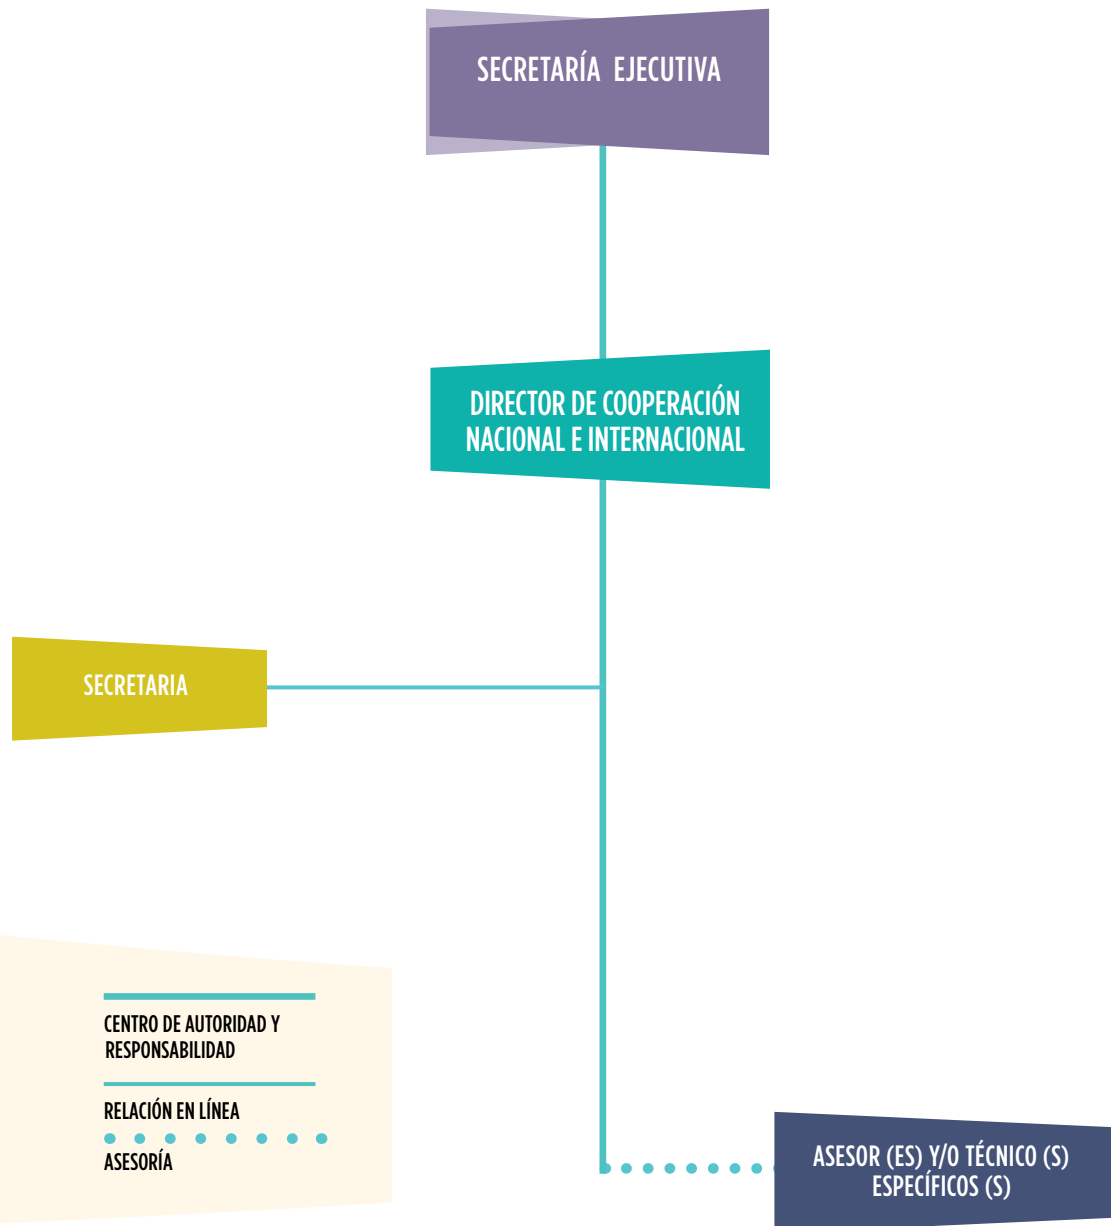 SECRETARÍA EJECUTIVA
DIRECTOR DE COOPERACIÓN
NACIONAL E INTERNACIONAL
SECRETARIA
CENTRO DE AUTORIDAD Y
RESPONSABILIDAD
RELACIÓN EN LÍNEA
ASESORÍA
ASESOR (ES) Y/O TÉCNICO (S)
ESPECÍFICOS (S)